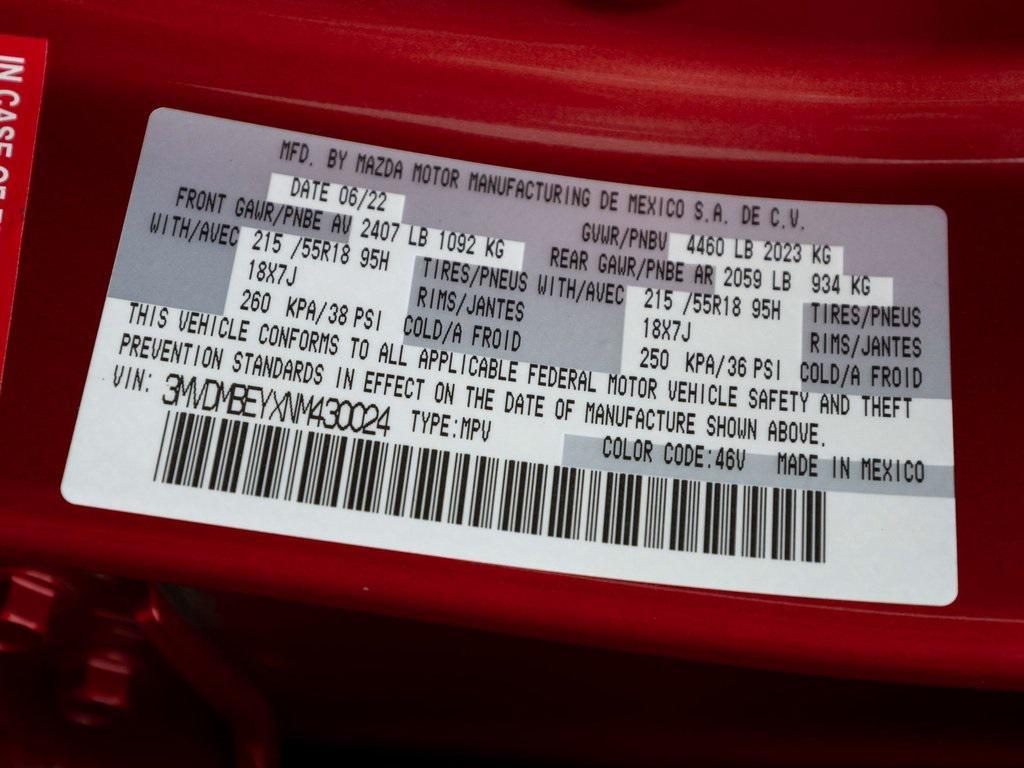 IN CASE OF
MFD. BY MAZDA MOTOR MANUFACTURING DE MEXICO S.A. DE C.V.
DATE 06/22 GVWR/PNBV 4460 LB 2023 KG
FRONT GAWR/PNBE AV 2407 LB 1092 KG REAR GAWR/PNBE AR 2059 LB 934 KG
WITH/AVEC 215 /55R18 95H TIRES/PNEUS WITH/AVEC 215 /55R18 95H TIRES/PNEUS
18X7J RIMS/JANTES 18X7J RIMS/JANTES
260 KPA/38 PSI COLD/A FROID 250 KPA/36 PSI COLD/A FROID
THIS VEHICLE CONFORMS TO ALL APPLICABLE FEDERAL MOTOR VEHICLE SAFETY AND THEFT
PREVENTION STANDARDS IN EFFECT ON THE DATE OF MANUFACTURE SHOWN ABOVE.
VIN: 3MVDMBEYXNM430024 TYPE:MPV
COLOR CODE:46V MADE IN MEXICO